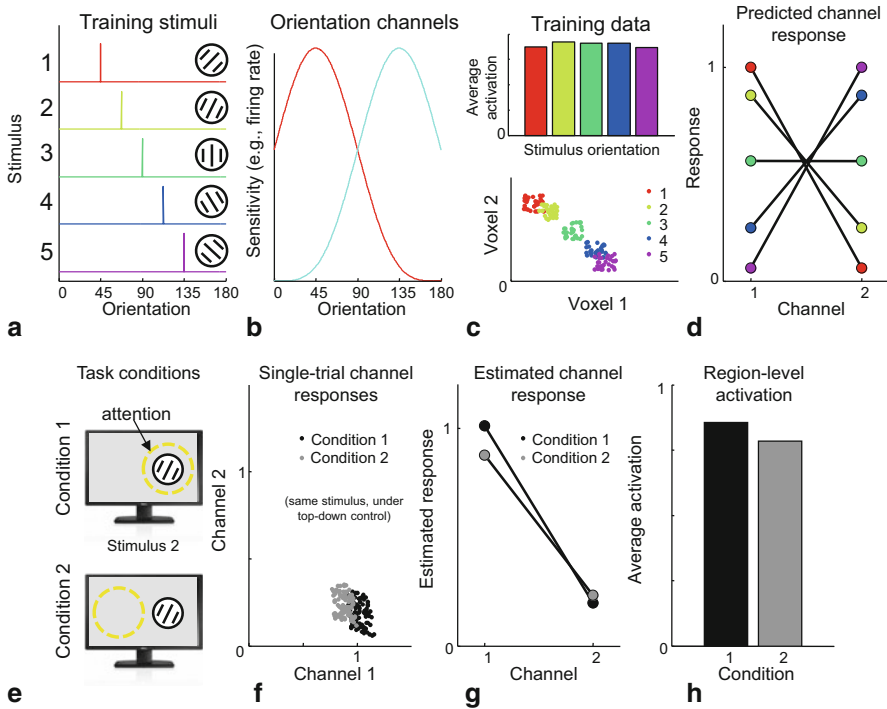 Training stimuli
Stimulus
1
2
3
4
5
0 45 90 135 180
Orientation
a
Orientation channels
Sensitivity (e.g., firing rate)
0 45 90 135 180
Orientation
b
Training data
Average
activation
0
Stimulus orientation
Voxel 2
0
1
2
3
4
5
Voxel 1
c
Predicted channel
response
Response
1
0
1 2
Channel
d
Task conditions
attention
Condition 1
Stimulus 2
Condition 2
e
Single-trial channel
responses
Condition 1
Condition 2
(same stimulus, under
top-down control)
Channel 2
1
0
1
Channel 1
f
Estimated channel
response
Condition 1
Condition 2
Estimated response
1
0
1 2
Channel
g
Region-level
activation
Average activation
1
0
1 2
Condition
h